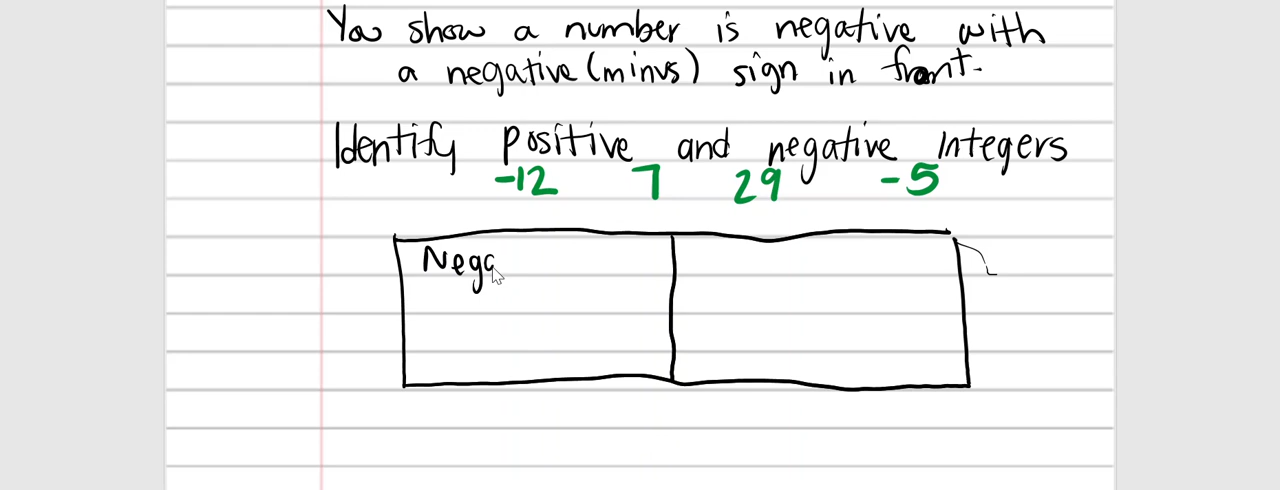 You show a number is negative with
a negative (minus) sign in front.
Identify positive and negative Integers
-12 7 29 -5
Nega